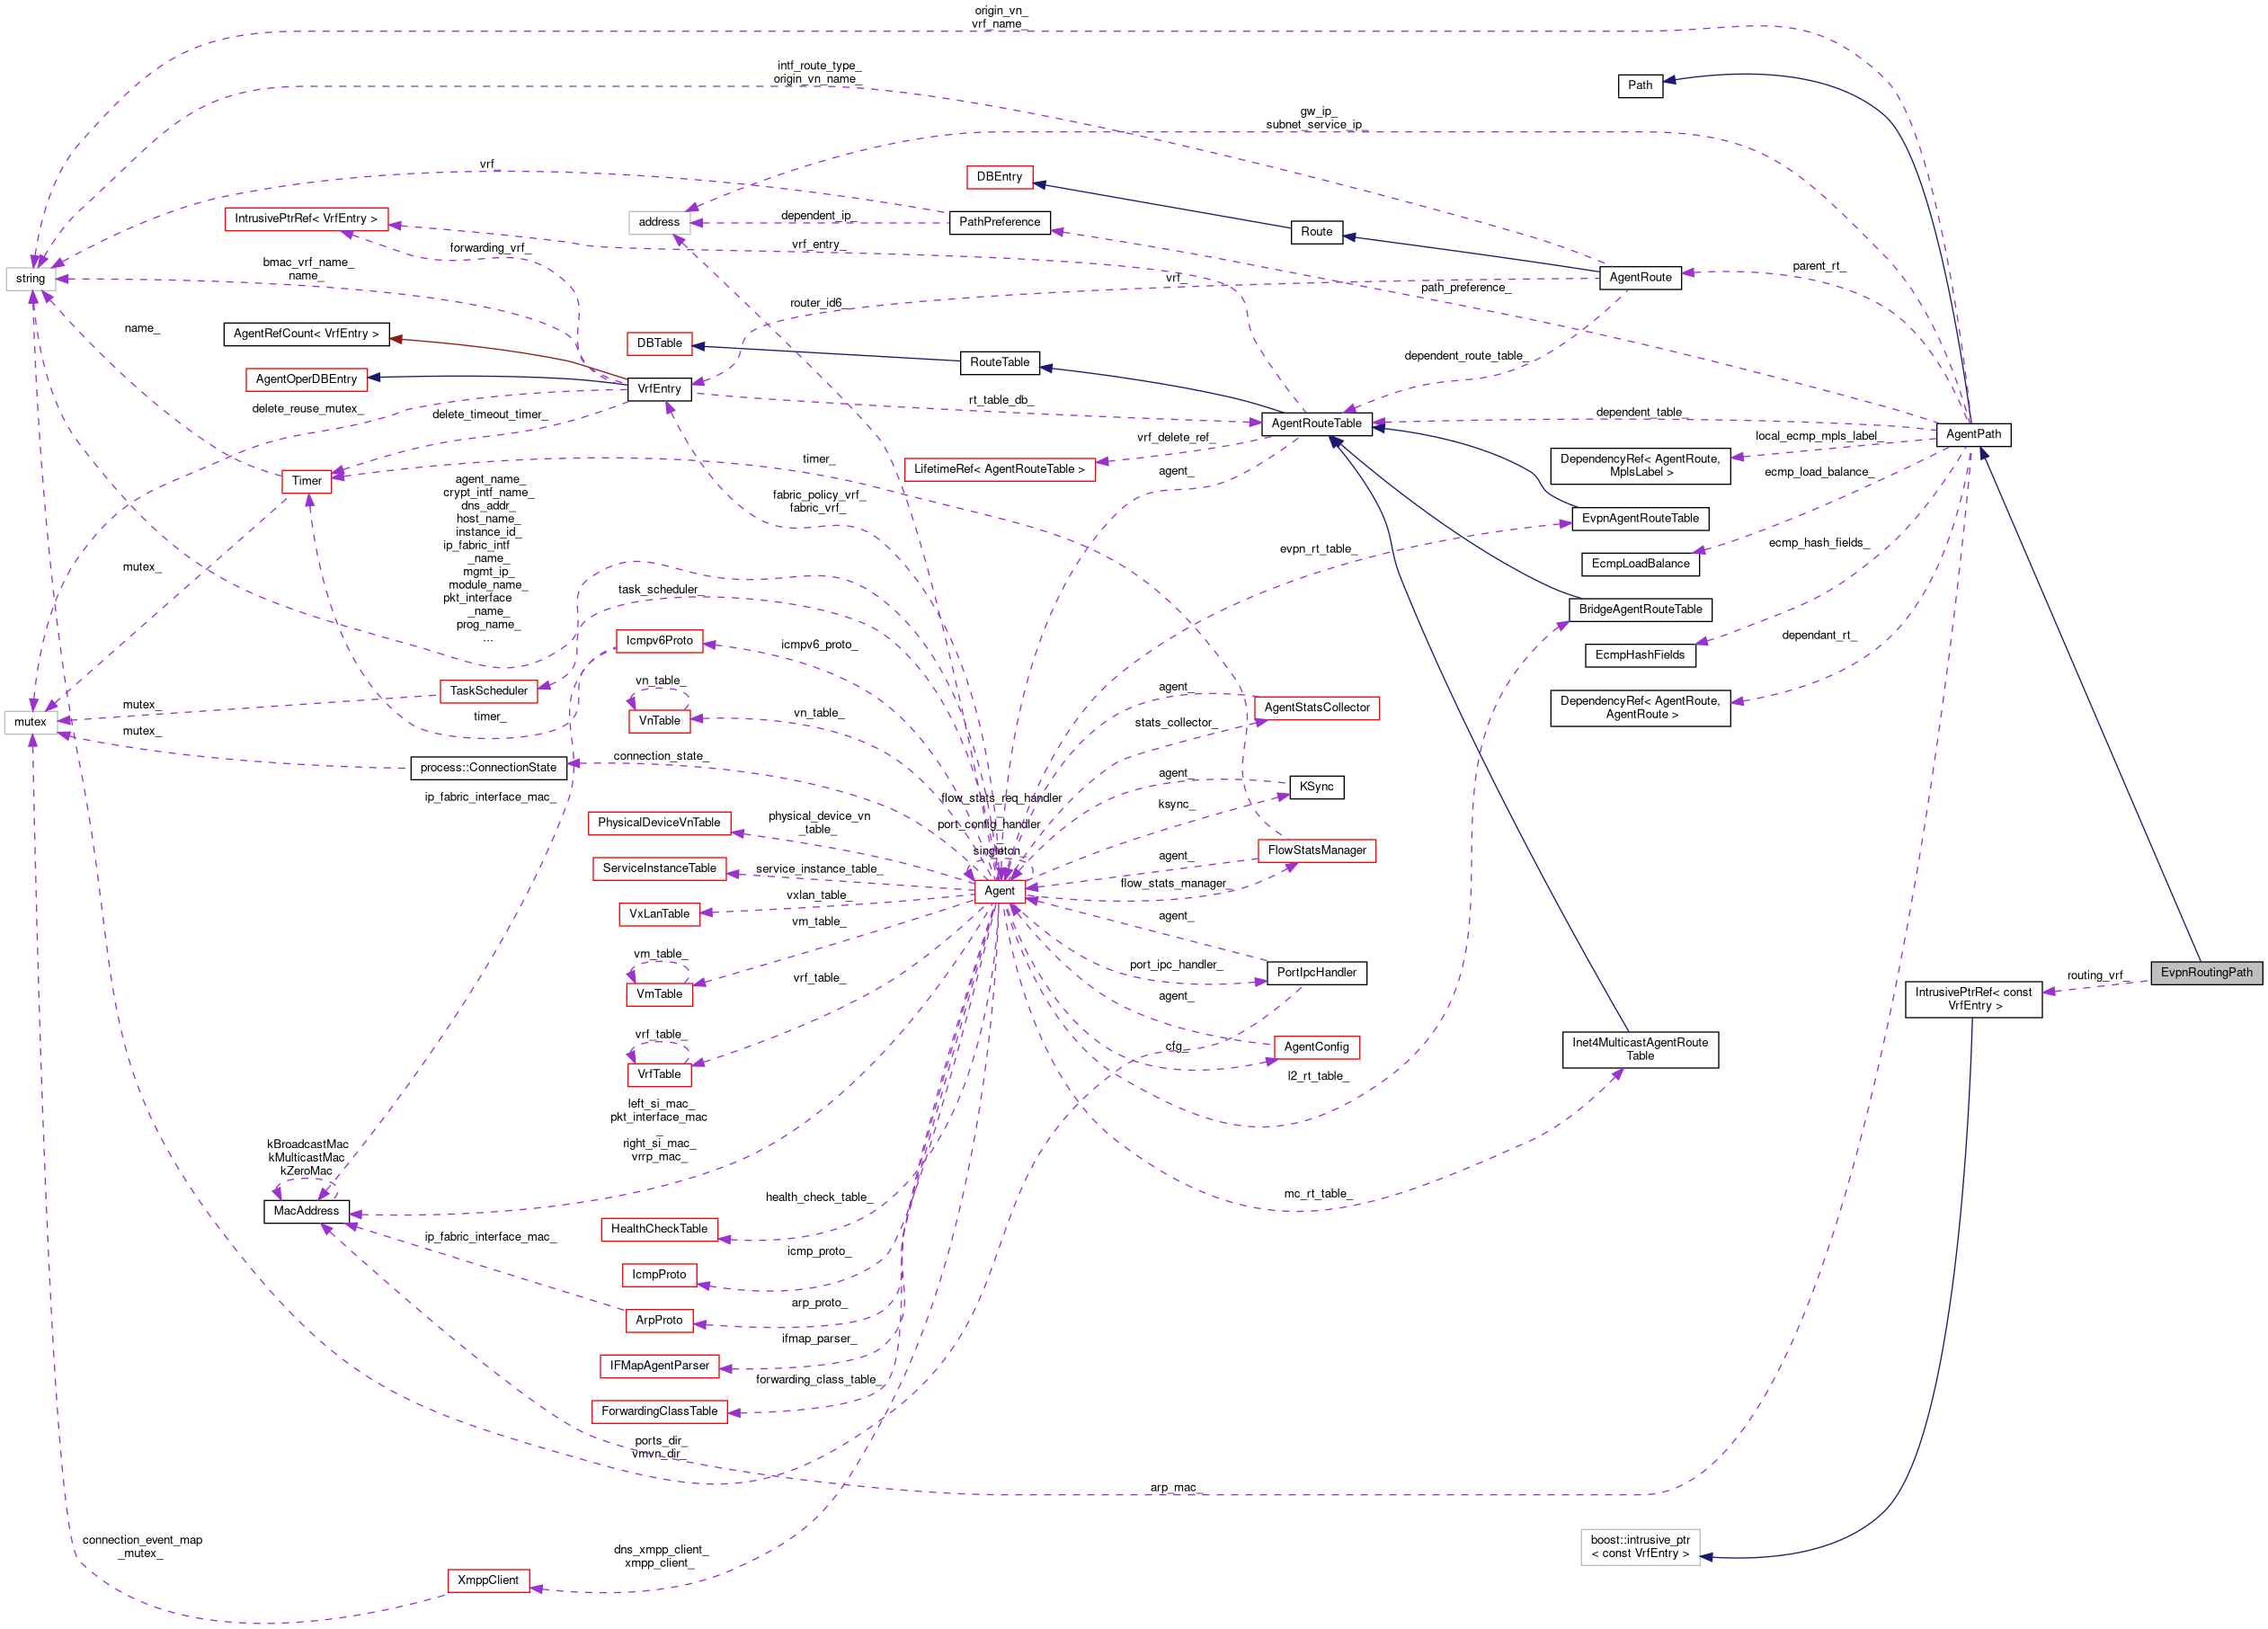 origin_vn_
vrf_name_
intf_route_type_
origin_vn_name_
Path
gw_ip_
subnet_service_ip_
vrf_
DBEntry
IntrusivePtrRef< VrfEntry >
address
dependent_ip_
PathPreference
Route
forwarding_vrf_
vrf_entry_
string
bmac_vrf_name_
name_
parent_rt_
AgentRoute
vrf_
path_preference_
router_id6_
name_
AgentRefCount< VrfEntry >
DBTable
RouteTable
dependent_route_table_
AgentOperDBEntry
VrfEntry
rt_table_db_
delete_reuse_mutex_
delete_timeout_timer_
AgentRouteTable
dependent_table_
AgentPath
vrf_delete_ref_
local_ecmp_mpls_label_
timer_
LifetimeRef< AgentRouteTable >
agent_
DependencyRef< AgentRoute,
MplsLabel >
ecmp_load_balance_
Timer
agent_name_
crypt_intf_name_
dns_addr_
host_name_
instance_id_
ip_fabric_intf
_name_
mgmt_ip_
module_name_
pkt_interface
_name_
prog_name_
...
fabric_policy_vrf_
fabric_vrf_
EvpnAgentRouteTable
evpn_rt_table_
ecmp_hash_fields_
EcmpLoadBalance
mutex_
task_scheduler_
BridgeAgentRouteTable
Icmpv6Proto
icmpv6_proto_
dependant_rt_
EcmpHashFields
vn_table_
TaskScheduler
agent_
AgentStatsCollector
DependencyRef< AgentRoute,
AgentRoute >
mutex_
timer_
VnTable
vn_table_
stats_collector_
mutex
mutex_
connection_state_
process::ConnectionState
agent_
KSync
ksync_
ip_fabric_interface_mac_
flow_stats_req_handler
_
port_config_handler
_
singleton_
PhysicalDeviceVnTable
physical_device_vn
_table_
agent_
FlowStatsManager
ServiceInstanceTable
service_instance_table_
Agent
flow_stats_manager_
VxLanTable
vxlan_table_
vm_table_
agent_
vm_table_
port_ipc_handler_
PortIpcHandler
EvpnRoutingPath
routing_vrf_
VmTable
vrf_table_
agent_
IntrusivePtrRef< const
VrfEntry >
vrf_table_
cfg_
AgentConfig
Inet4MulticastAgentRoute
Table
VrfTable
l2_rt_table_
left_si_mac_
pkt_interface_mac
_
right_si_mac_
vrrp_mac_
kBroadcastMac
kMulticastMac
kZeroMac
MacAddress
health_check_table_
mc_rt_table_
HealthCheckTable
ip_fabric_interface_mac_
icmp_proto_
IcmpProto
arp_proto_
ArpProto
ifmap_parser_
IFMapAgentParser
forwarding_class_table_
ForwardingClassTable
ports_dir_
vmvn_dir_
arp_mac_
connection_event_map
_mutex_
dns_xmpp_client_
xmpp_client_
boost::intrusive_ptr
< const VrfEntry >
XmppClient